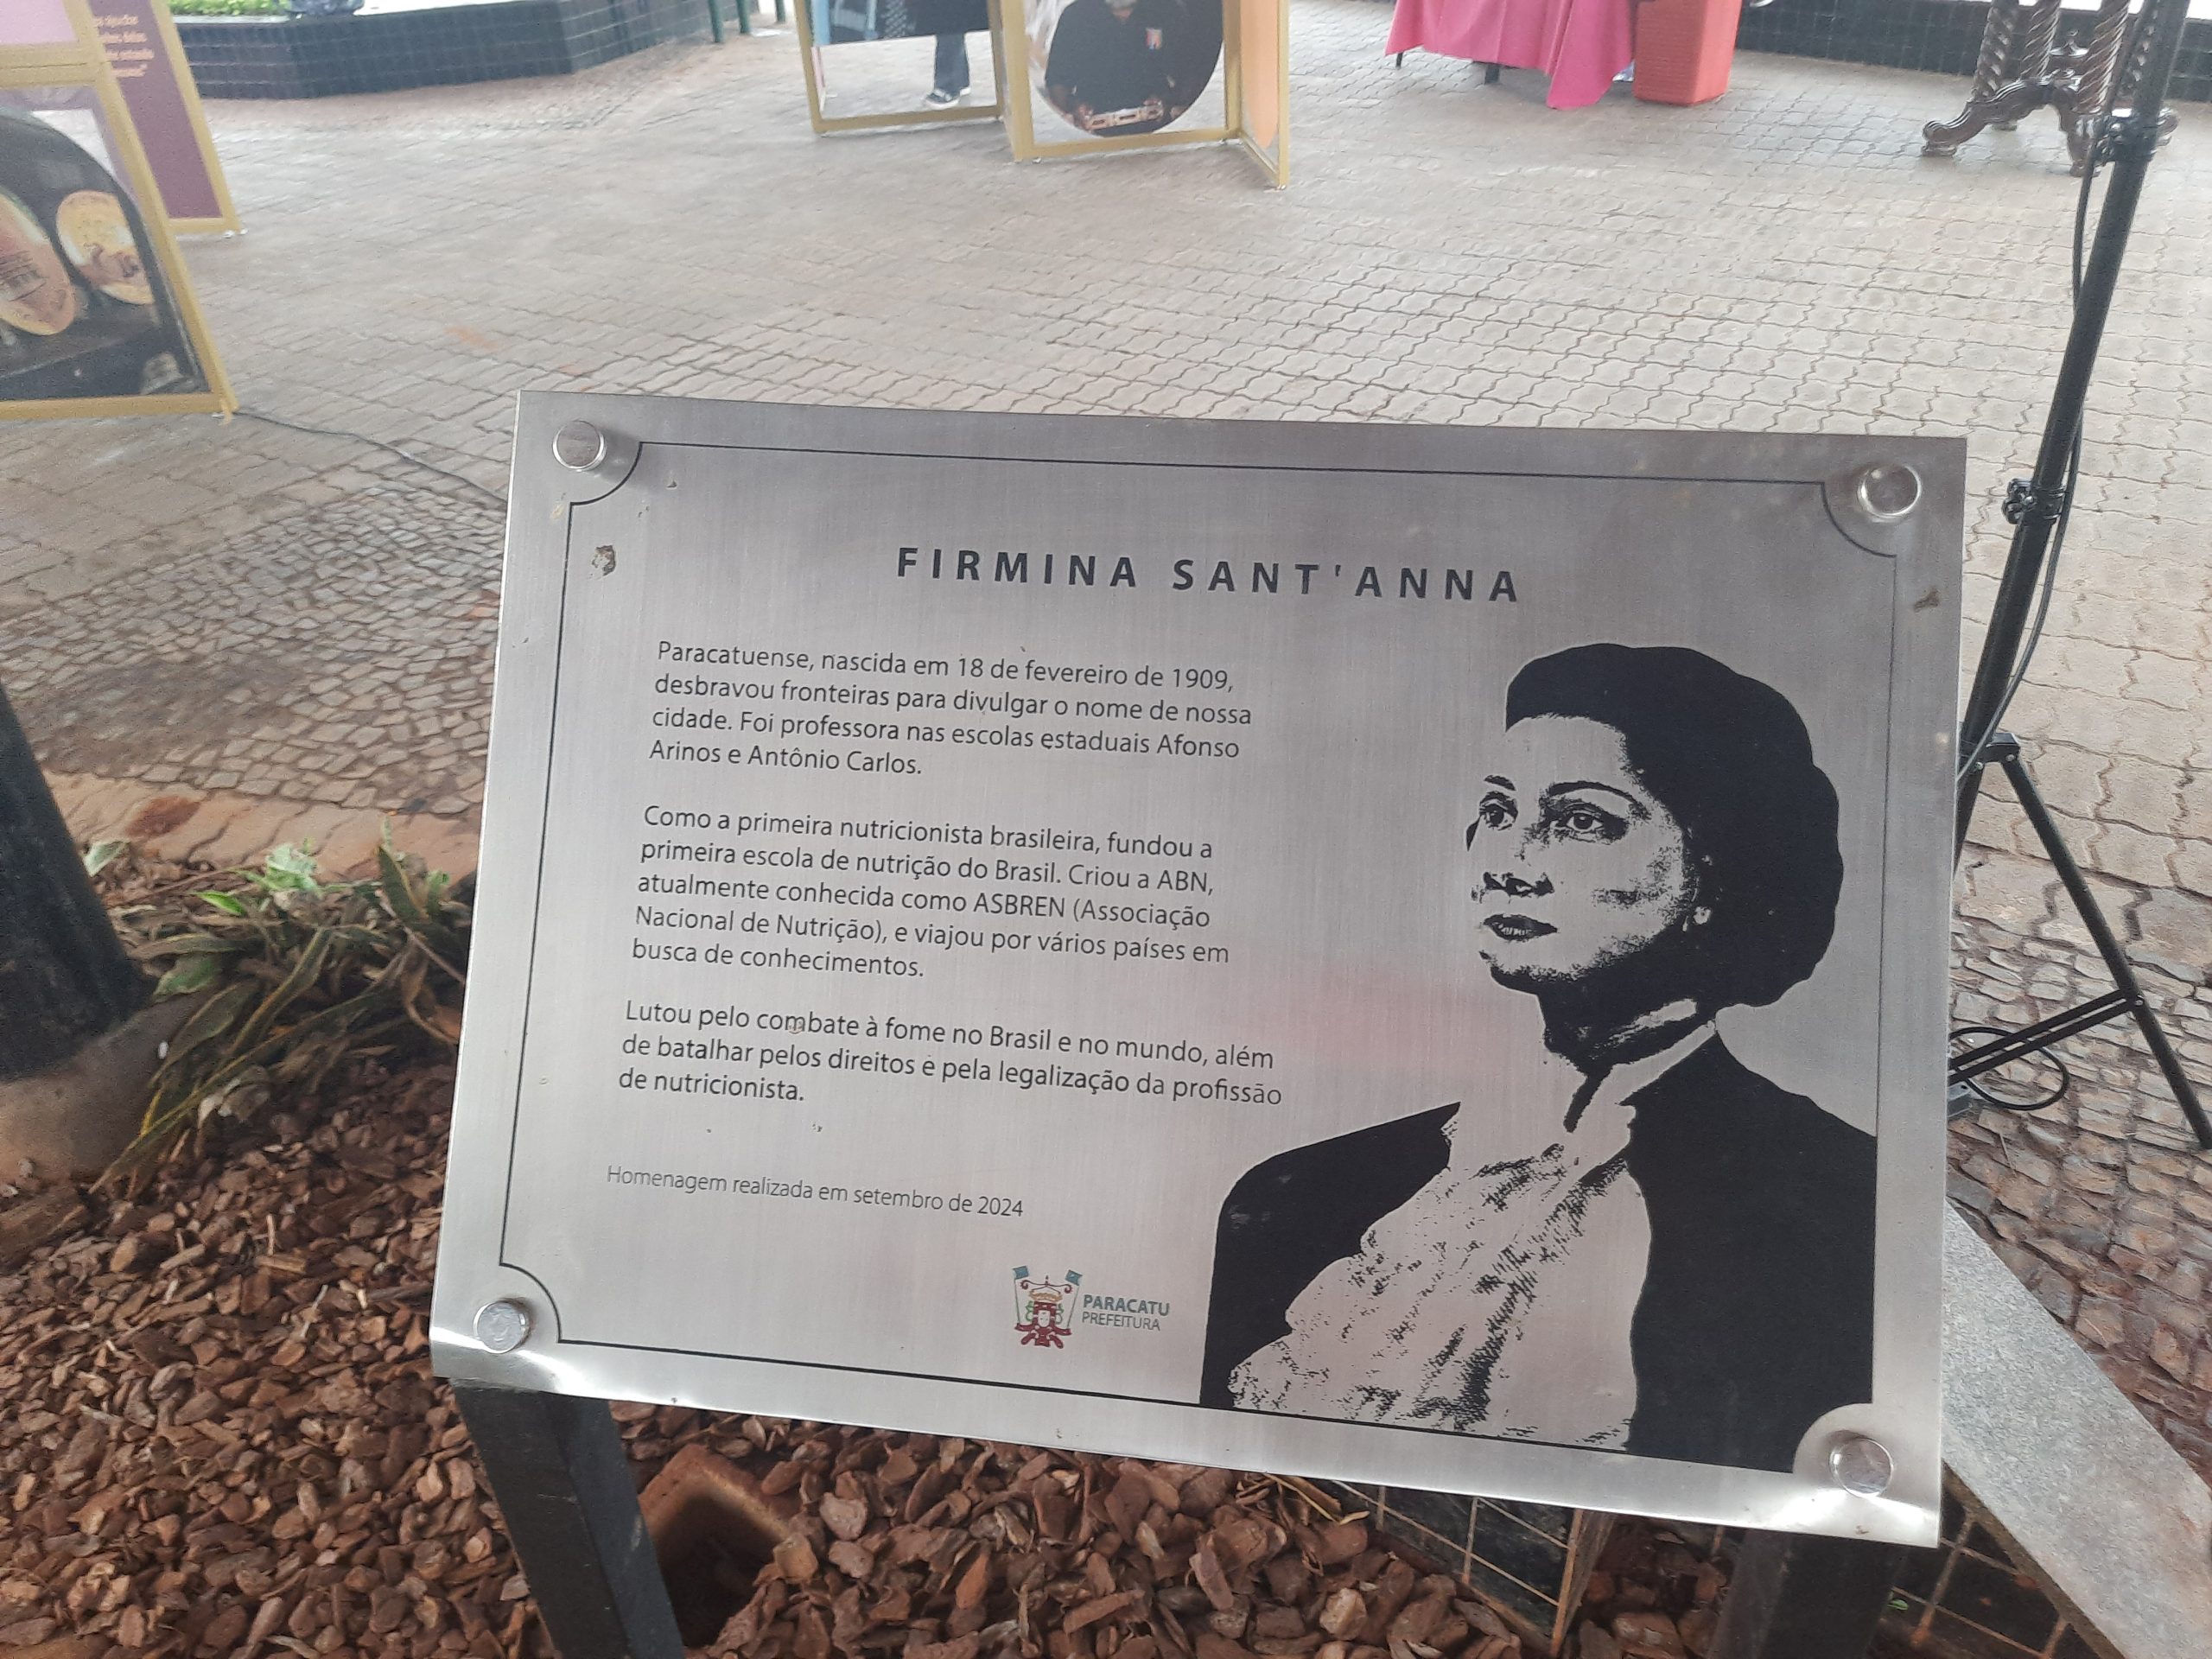 FIRMINA SANT'ANNA
Paracatuense, nascida em 18 de fevereiro de 1909,
desbravou fronteiras para divulgar o nome de nossa
cidade. Foi professora nas escolas estaduais Afonso
Arinos e Antônio Carlos.
Como a primeira nutricionista brasileira, fundou a
primeira escola de nutrição do Brasil. Criou a ABN,
atualmente conhecida como ASBREN (Associação
Nacional de Nutrição), e viajou por vários países em
busca de conhecimentos.
Lutou pelo combate à fome no Brasil e no mundo, além
de batalhar pelos direitos e pela legalização da profissão
de nutricionista.
Homenagem realizada em setembro de 2024
PARACATU
PREFEITURA